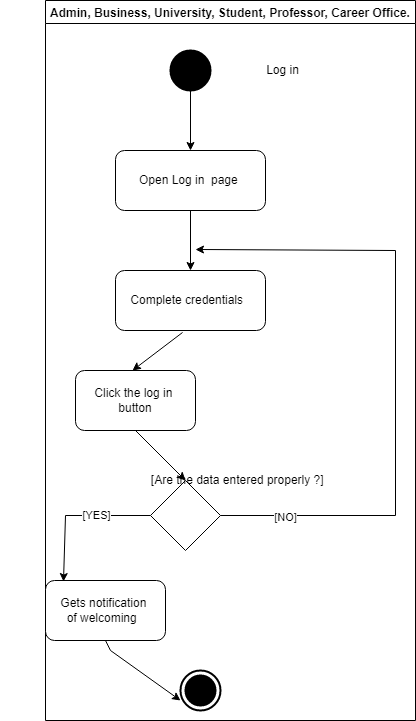 Admin, Business, University, Student, Professor, Career Office.
Log in
Open Log in page
Complete credentials
Click the log in
button
[Are the data entered properly ?]
[YES]
[NO]
Gets notification
of welcoming